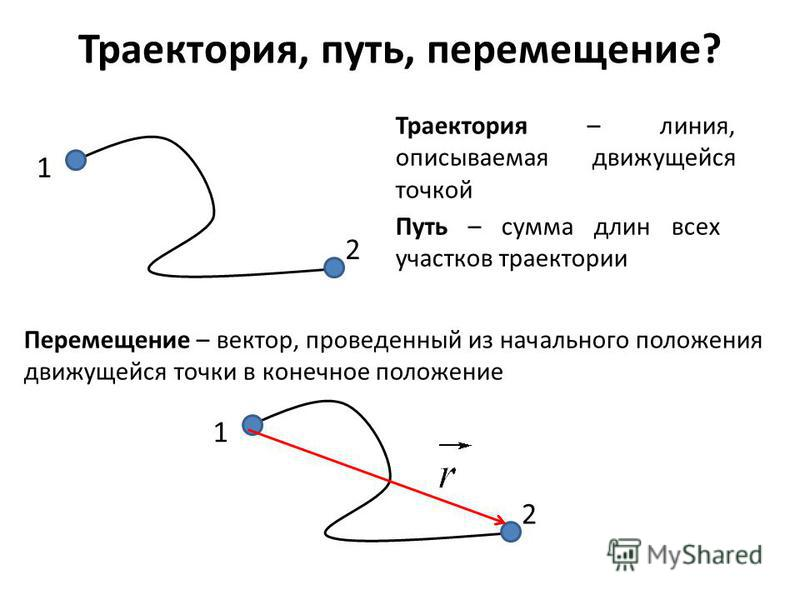 Траектория, путь, перемещение?
1
2
Траектория – линия,
описываемая движущейся
точкой
Путь – сумма длин всех
участков траектории
Перемещение – вектор, проведенный из начального положения
движущейся точки в конечное положение
1
r
2
MyShared